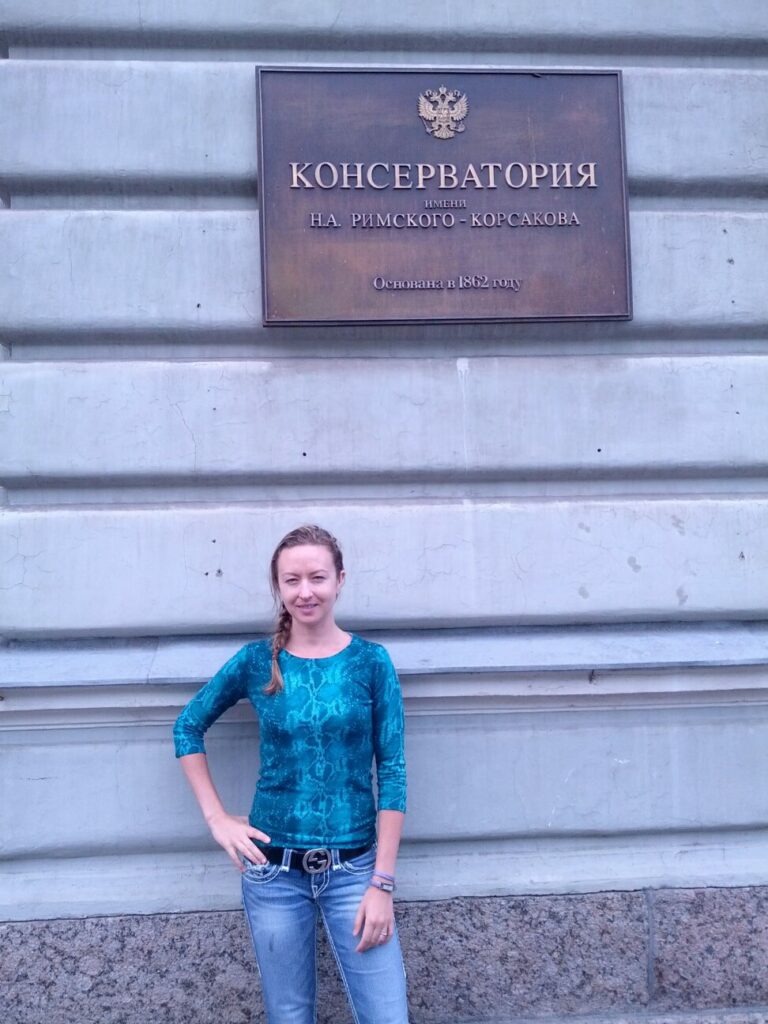 КОНСЕРВАТОРИЯ
ИМЕНИ
Н.А. РИМСКОГО - КОРСАКОВА
Основана в 1862 году